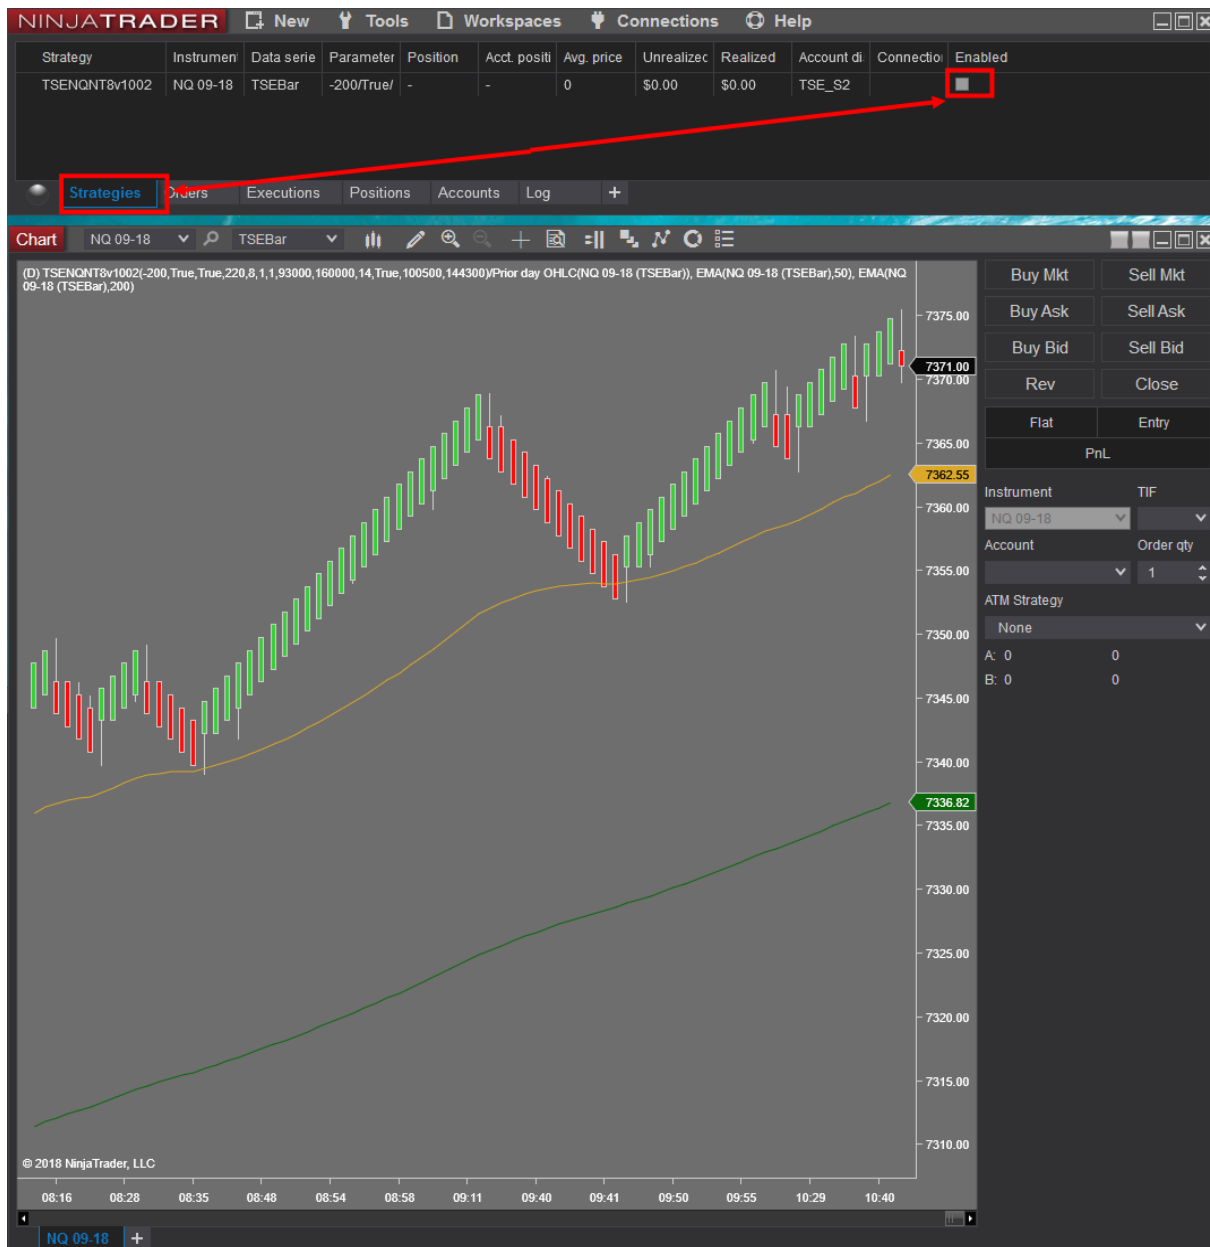 NINJATRADER New Tools Workspaces Connections Help
Strategy Instrumen Data serie Parameter Position Acct. positi Avg. price Unrealizec Realized Account di Connectio Enabled
TSENQNT8v1002 NQ 09-18 TSEBar -200/True/ - - 0 $0.00 $0.00 TSE_S2
Strategies Orders Executions Positions Accounts Log +
Chart NQ 09-18 TSEBar
(D) TSENQNT8v1002(-200,True,True,220,8,1,1,93000,160000,14,True,100500,144300)/Prior day OHLC(NQ 09-18 (TSEBar)), EMA(NQ 09-18 (TSEBar),50), EMA(NQ
09-18 (TSEBar),200)
7375.00
7371.00
7370.00
7365.00
7362.55
7360.00
7355.00
7350.00
7345.00
7340.00
7336.82
7335.00
7330.00
7325.00
7320.00
7315.00
7310.00
© 2018 NinjaTrader, LLC
08:16 08:28 08:35 08:48 08:54 08:58 09:11 09:40 09:41 09:50 09:55 10:29 10:40
NQ 09-18 +
Buy Mkt Sell Mkt
Buy Ask Sell Ask
Buy Bid Sell Bid
Rev Close
Flat Entry
PnL
Instrument TIF
NQ 09-18
Account Order qty
1
ATM Strategy
None
A: 0 0
B: 0 0